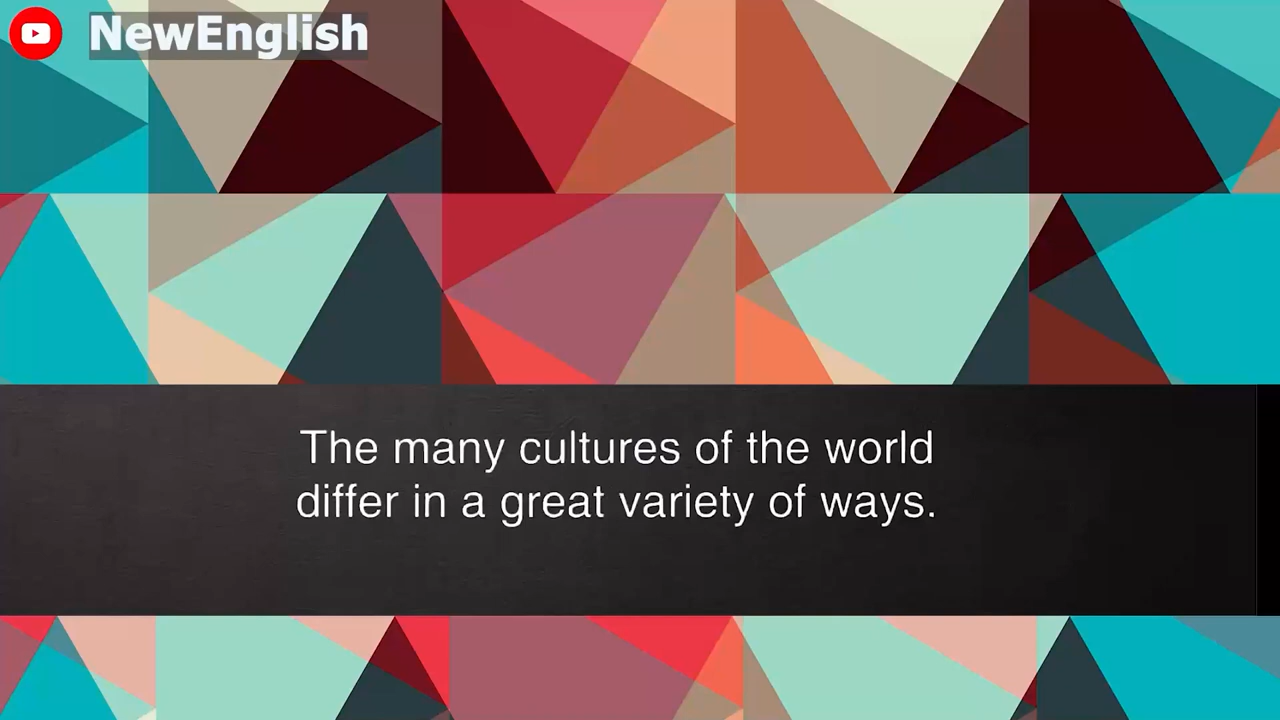 NewEnglish
The many cultures of the world
differ in a great variety of ways.